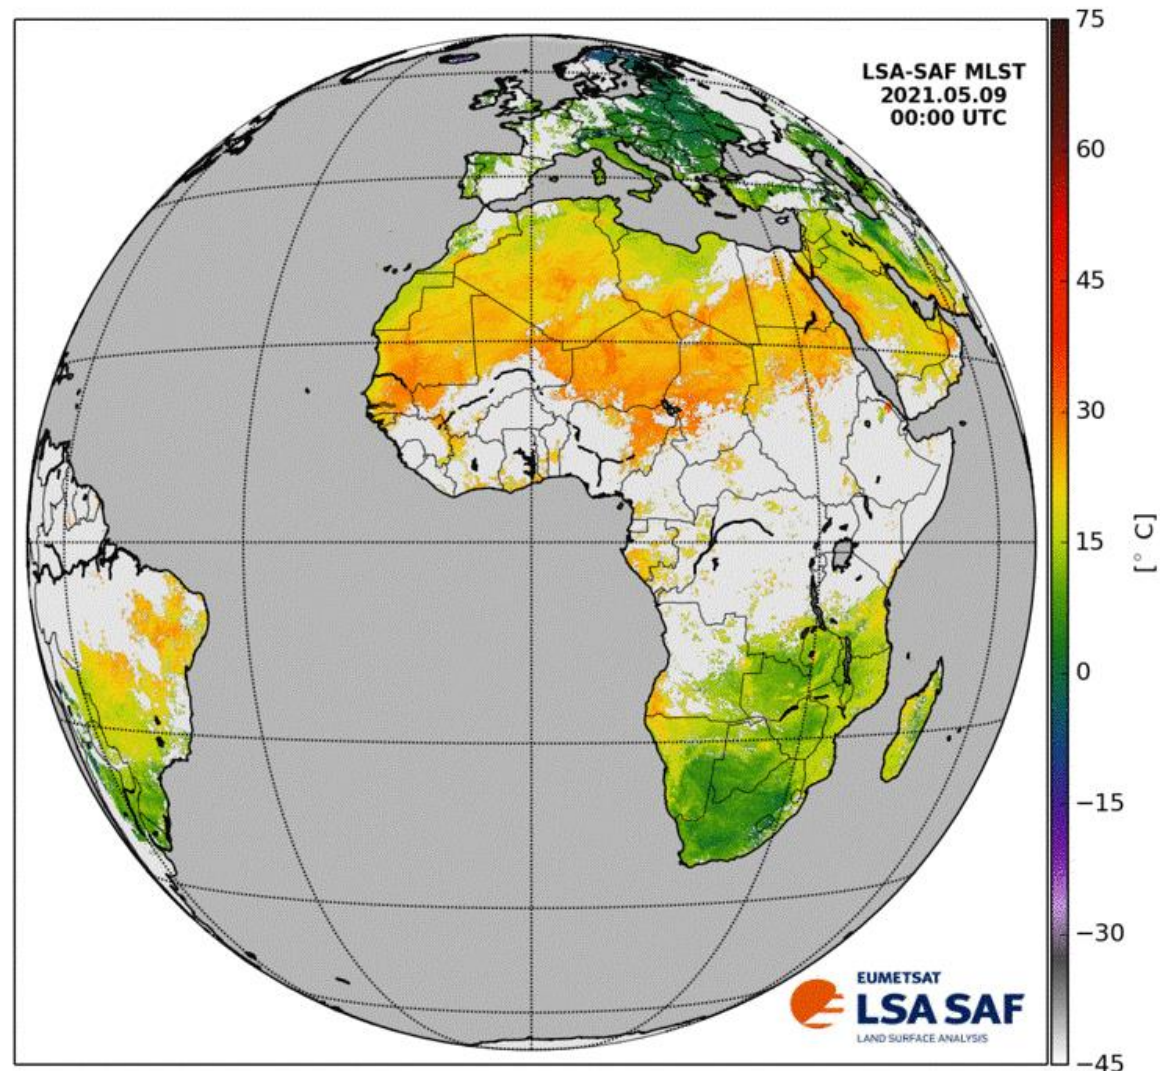 LSA-SAF MLST
2021.05.09
00:00 UTC
75
60
45
30
15
0
−15
−30
−45
[° C]
EUMETSAT
LSA SAF
LAND SURFACE ANALYSIS